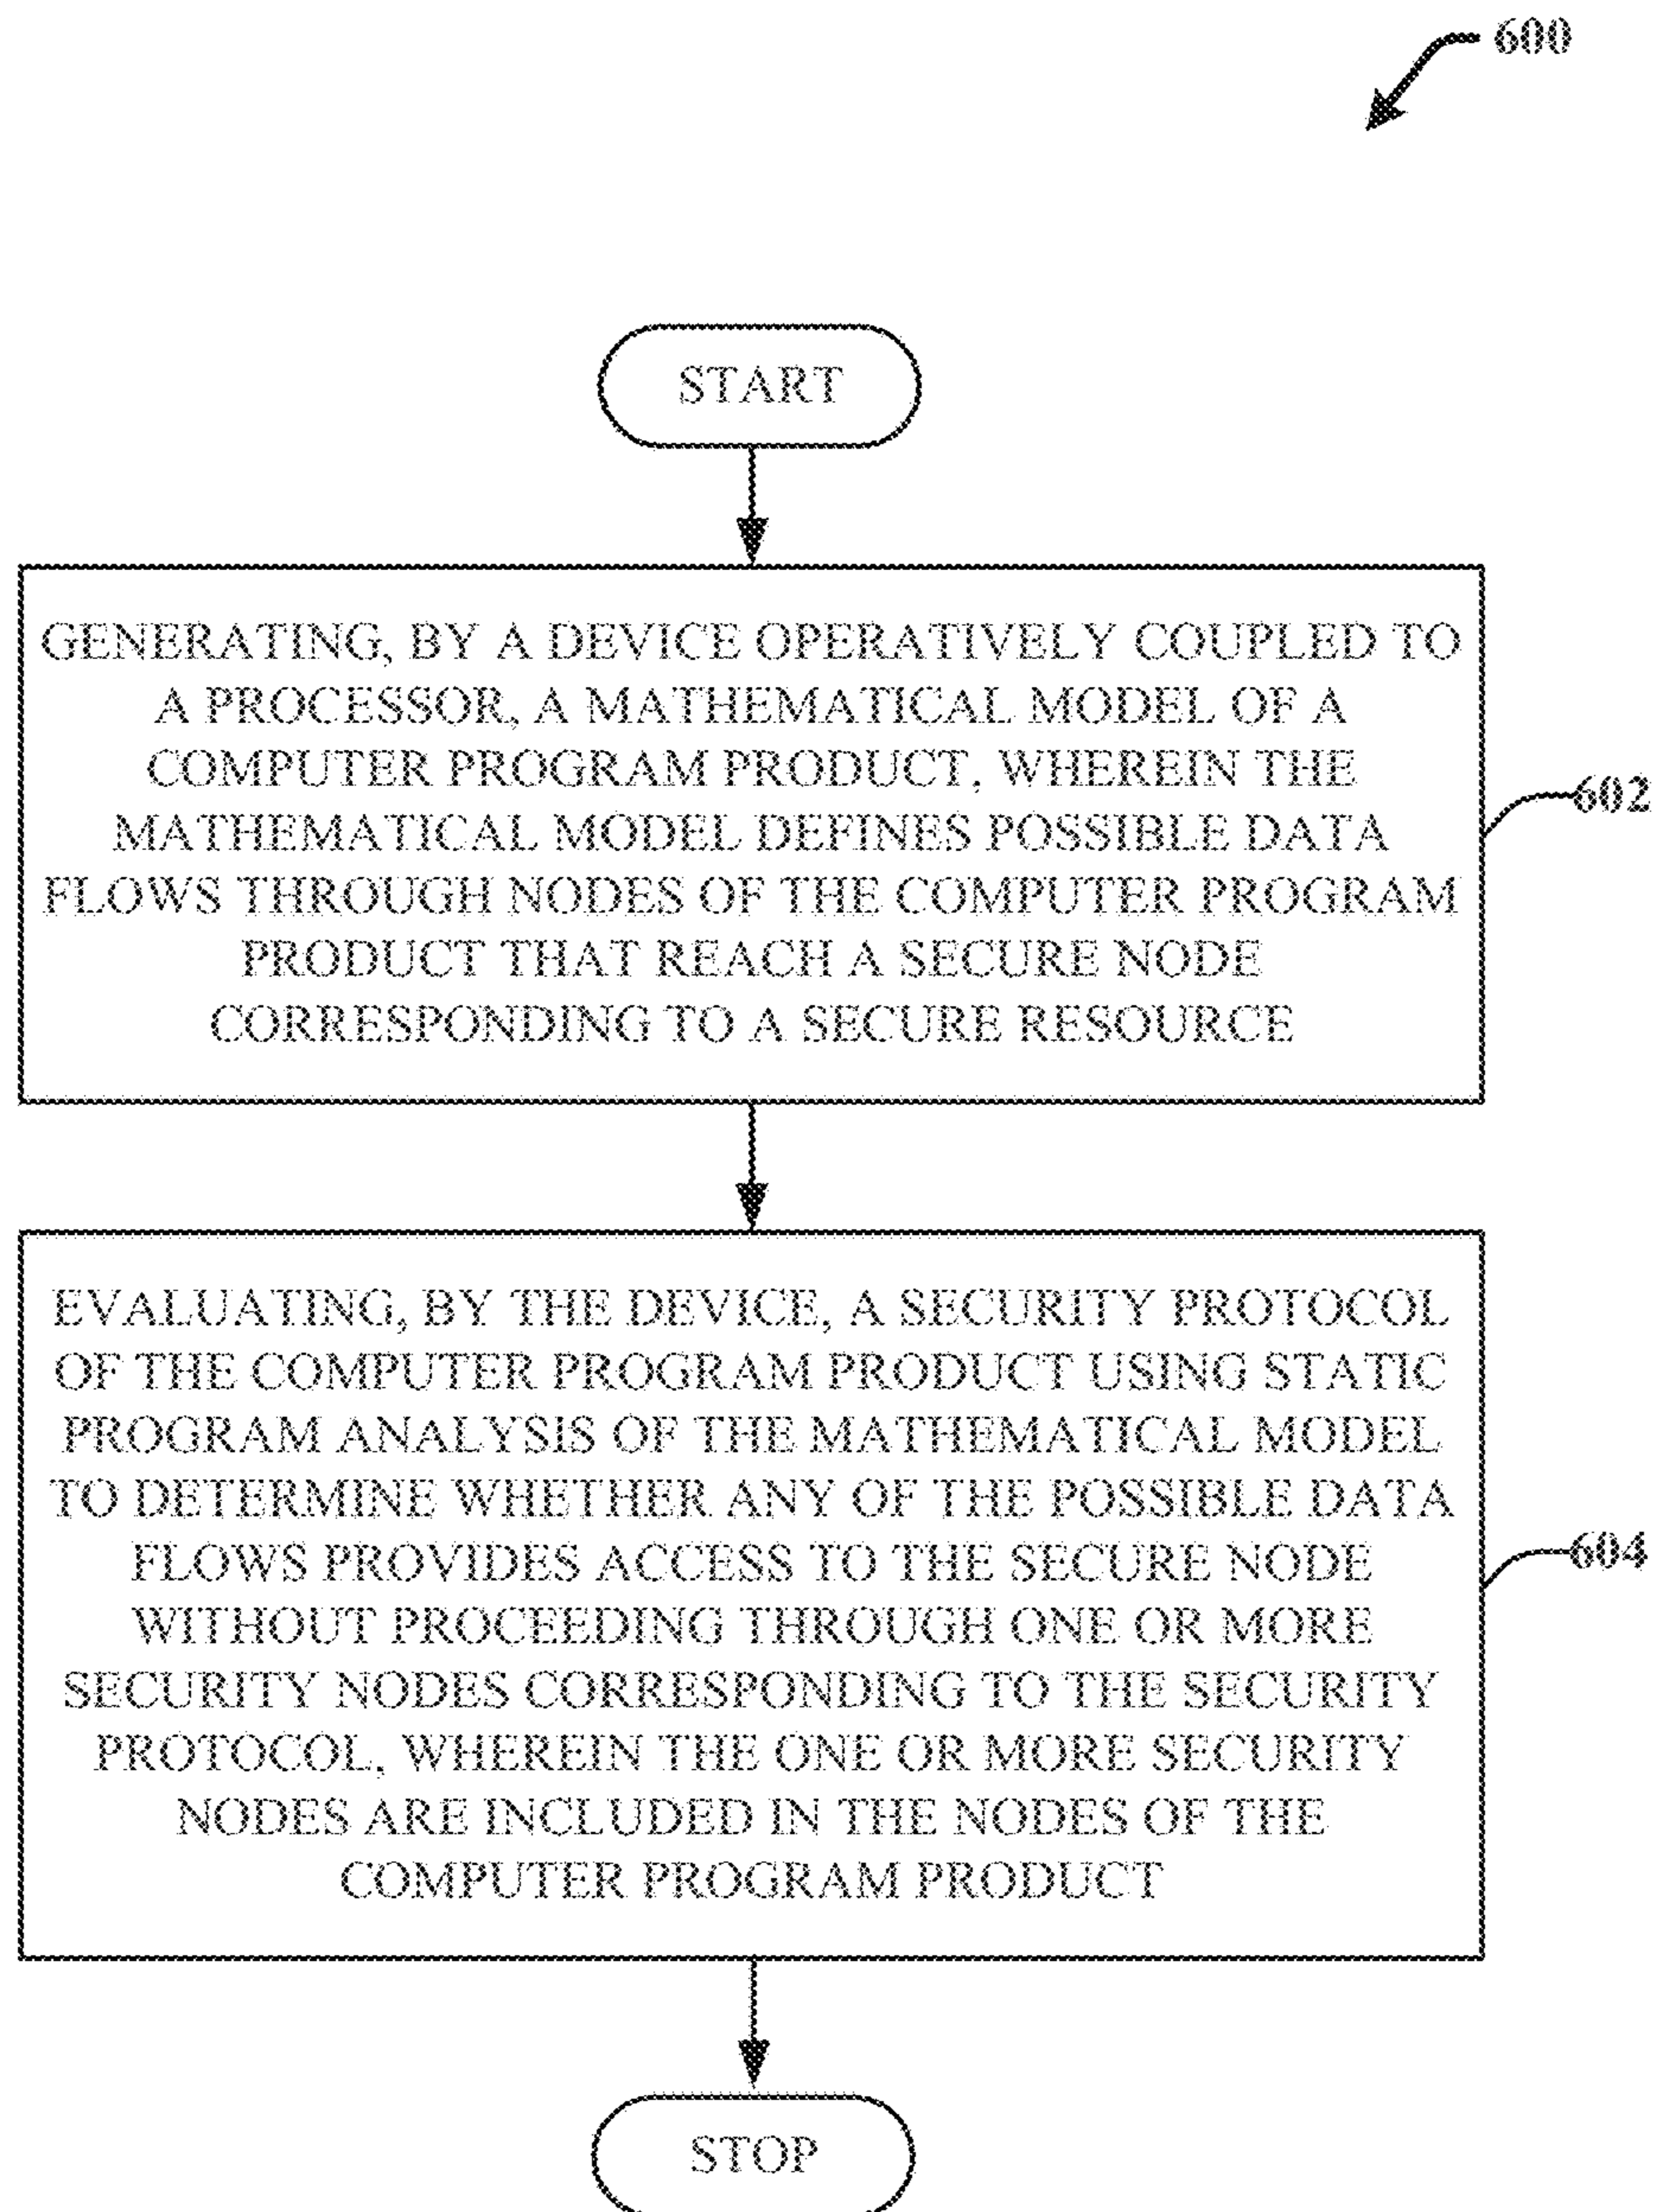 600
START
GENERATING, BY A DEVICE OPERATIVELY COUPLED TO
A PROCESSOR, A MATHEMATICAL MODEL OF A
COMPUTER PROGRAM PRODUCT, WHEREIN THE
MATHEMATICAL MODEL DEFINES POSSIBLE DATA
FLOWS THROUGH NODES OF THE COMPUTER PROGRAM
PRODUCT THAT REACH A SECURE NODE
CORRESPONDING TO A SECURE RESOURCE
602
EVALUATING, BY THE DEVICE, A SECURITY PROTOCOL
OF THE COMPUTER PROGRAM PRODUCT USING STATIC
PROGRAM ANALYSIS OF THE MATHEMATICAL MODEL
TO DETERMINE WHETHER ANY OF THE POSSIBLE DATA
FLOWS PROVIDES ACCESS TO THE SECURE NODE
WITHOUT PROCEEDING THROUGH ONE OR MORE
SECURITY NODES CORRESPONDING TO THE SECURITY
PROTOCOL, WHEREIN THE ONE OR MORE SECURITY
NODES ARE INCLUDED IN THE NODES OF THE
COMPUTER PROGRAM PRODUCT
604
STOP